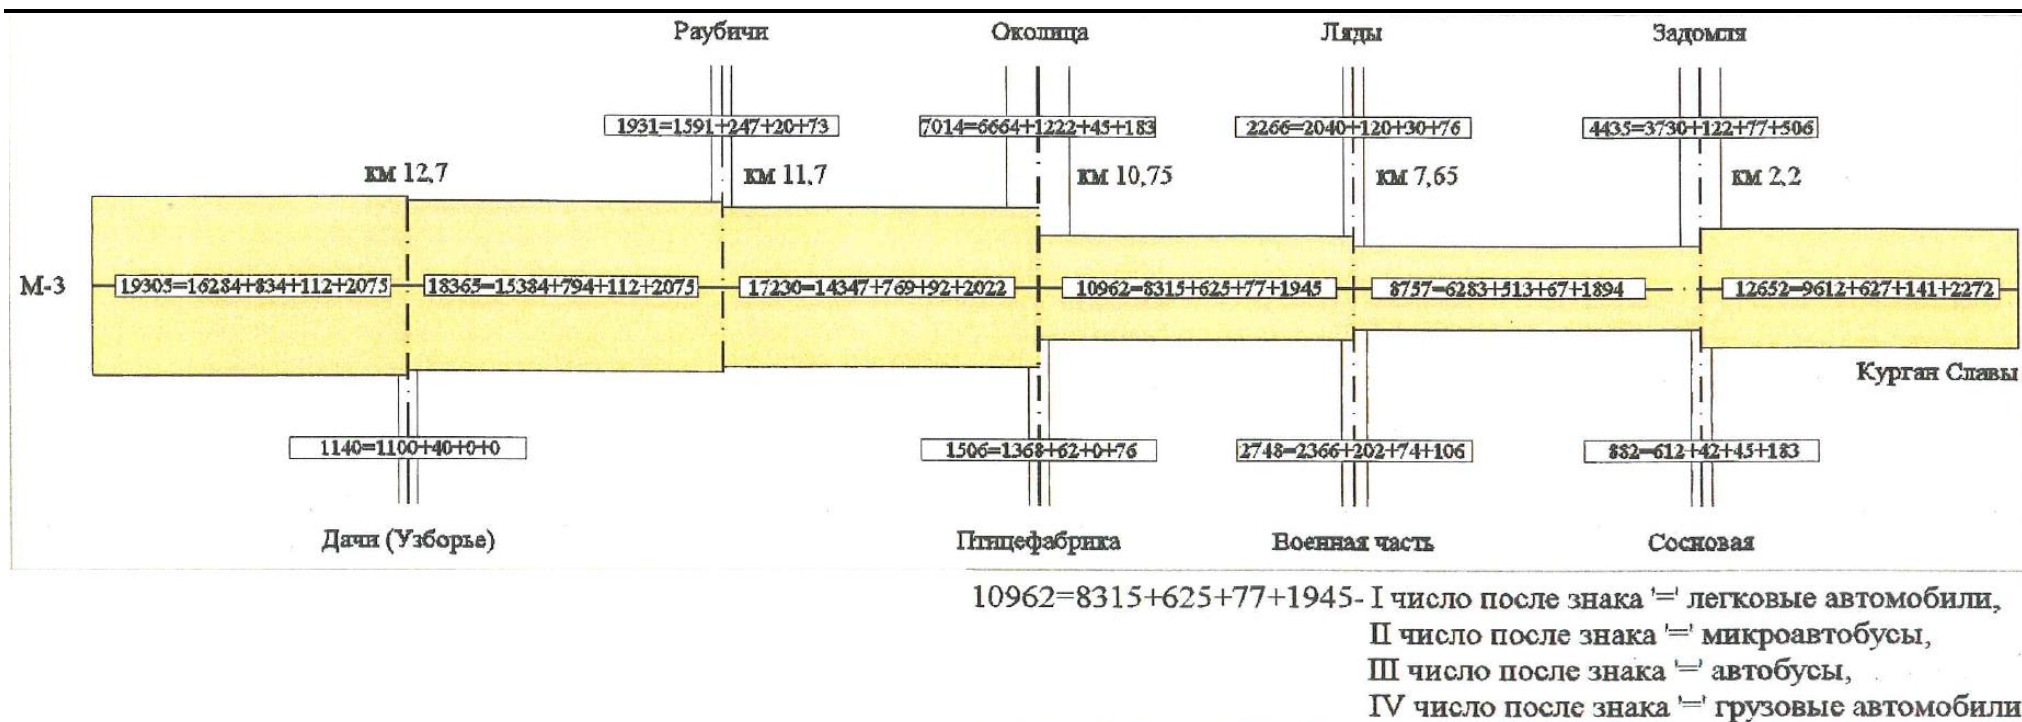 Раубичи
Околица
Ляды
Задомля
1931=1591+247+20+73
7014=6664+1222+45+183
2266=2040+120+30+76
4435=3730+122+77+506
км 12,7
км 11,7
км 10,75
км 7,65
км 2,2
М-3
19305=16284+834+112+2075
18365=15384+794+112+2075
17230=14347+769+92+2022
10962=8315+625+77+1945
8757=6283+513+67+1894
12652=9612+627+141+2272
Курган Славы
1140=1100+40+0+0
1506=1368+62+0+76
2748=2366+202+74+106
882=612+42+45+183
Дачи (Узборье)
Птицефабрика
Военная часть
Сосновая
10962=8315+625+77+1945- I число после знака '=' легковые автомобили,
II число после знака '=' микроавтобусы,
III число после знака '=' автобусы,
IV число после знака '=' грузовые автомобили